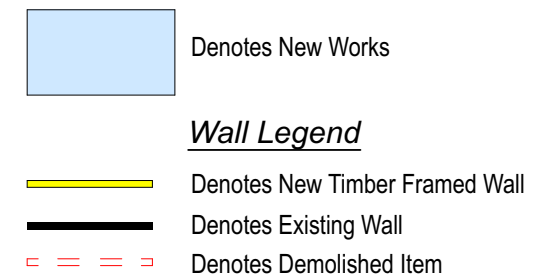 Denotes New Works
Wall Legend
Denotes New Timber Framed Wall
Denotes Existing Wall
Denotes Demolished Item